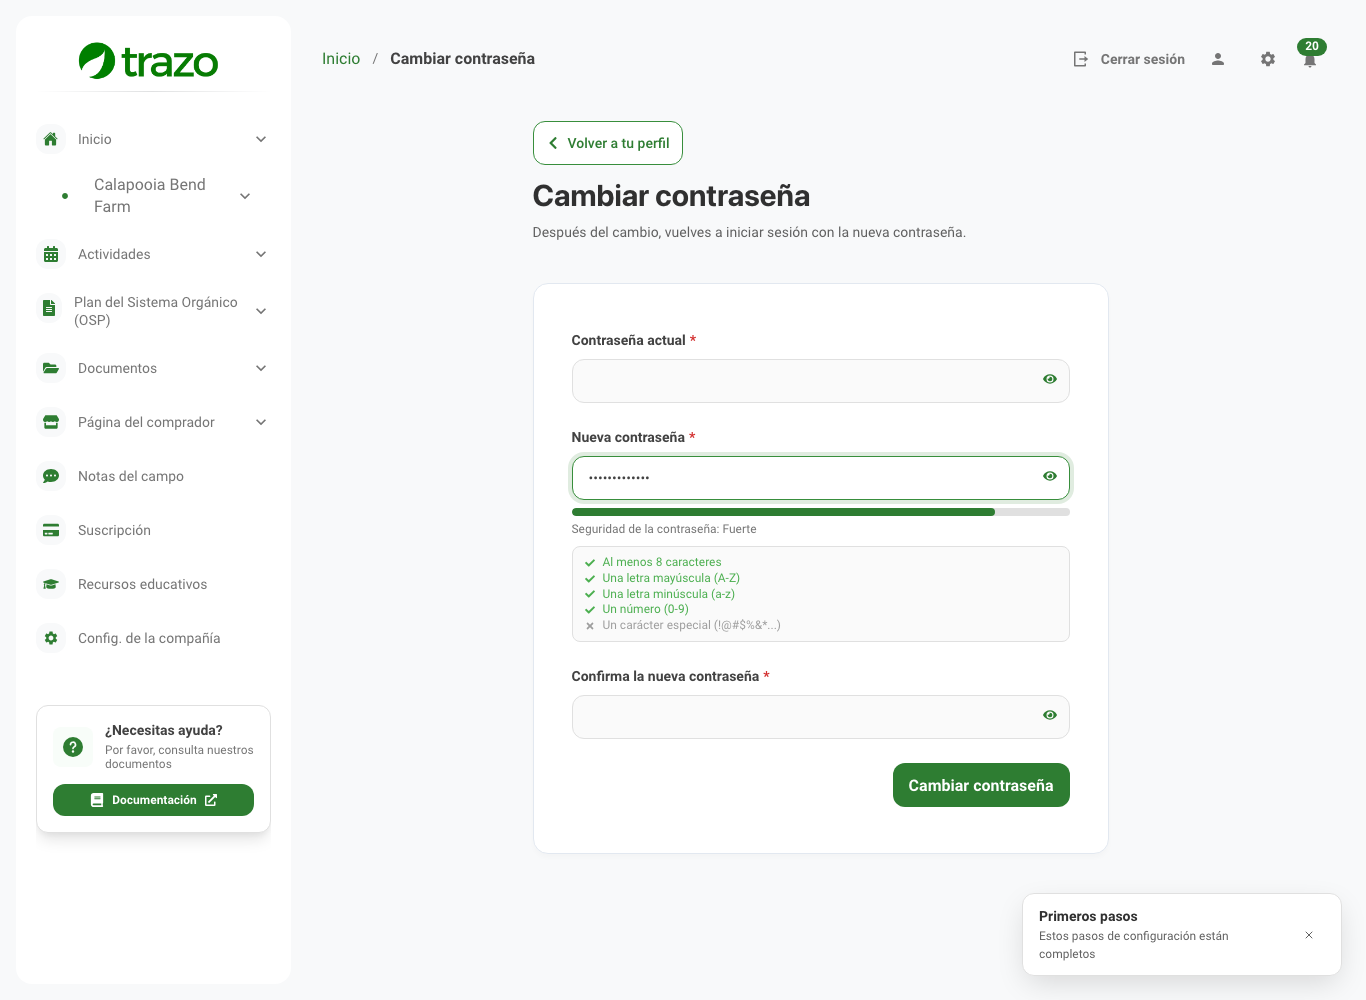 trazo
Inicio / Cambiar contraseña
Cerrar sesión
20
Inicio
Calapooia Bend
Farm
Actividades
Plan del Sistema Orgánico
(OSP)
Documentos
Página del comprador
Notas del campo
Suscripción
Recursos educativos
Config. de la compañía
¿Necesitas ayuda?
Por favor, consulta nuestros
documentos
Documentación
Volver a tu perfil
Cambiar contraseña
Después del cambio, vuelves a iniciar sesión con la nueva contraseña.
Contraseña actual *
Nueva contraseña *
•••••••••••••
Seguridad de la contraseña: Fuerte
Al menos 8 caracteres
Una letra mayúscula (A-Z)
Una letra minúscula (a-z)
Un número (0-9)
Un carácter especial (!@#$%&*...)
Confirma la nueva contraseña *
Cambiar contraseña
Primeros pasos
Estos pasos de configuración están
completos